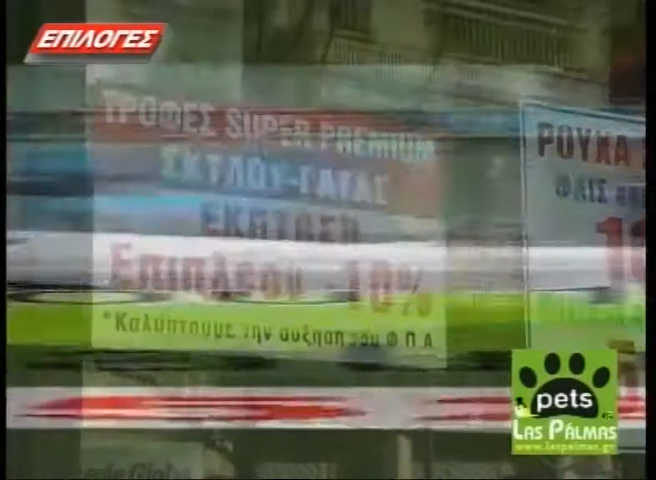 ΕΠΙΛΟΓΕΣ
ΤΡΟΦΕΣ SUPER PREMIUM
ΣΚΥΛΟΥ-ΓΑΤΑΣ
ΕΚΠΤΩΣΗ
Επιπλέον -10%
*Καλύπτουμε την αύξηση του Φ.Π.Α
ΡΟΥΧΑ
pets
LAS PALMAS
www.laspalmas.gr